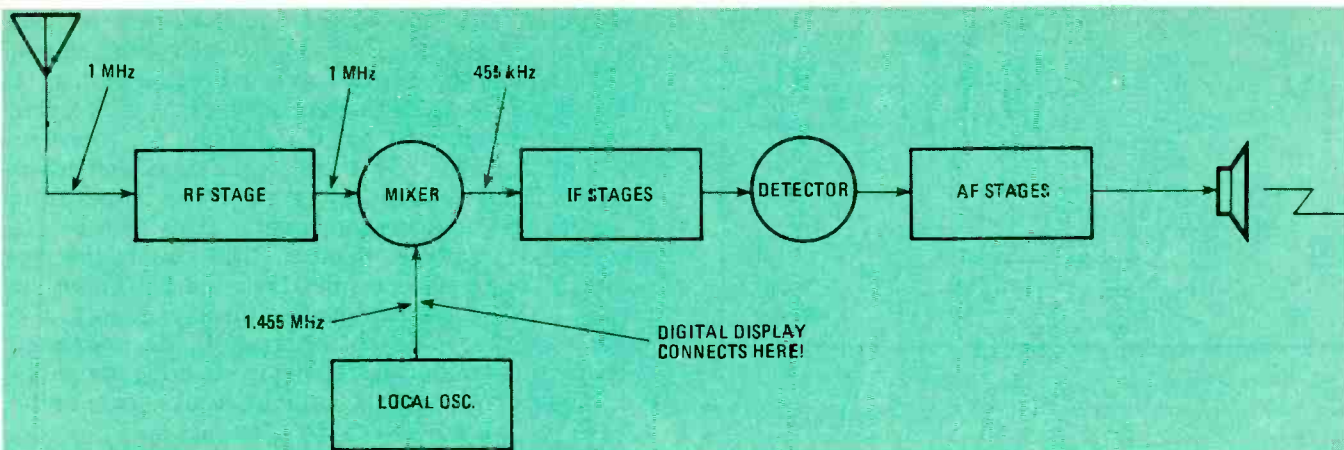 1 MHz
1 MHz
455 kHz
RF STAGE
MIXER
IF STAGES
DETECTOR
AF STAGES
1.455 MHz
DIGITAL DISPLAY
CONNECTS HERE!
LOCAL OSC.